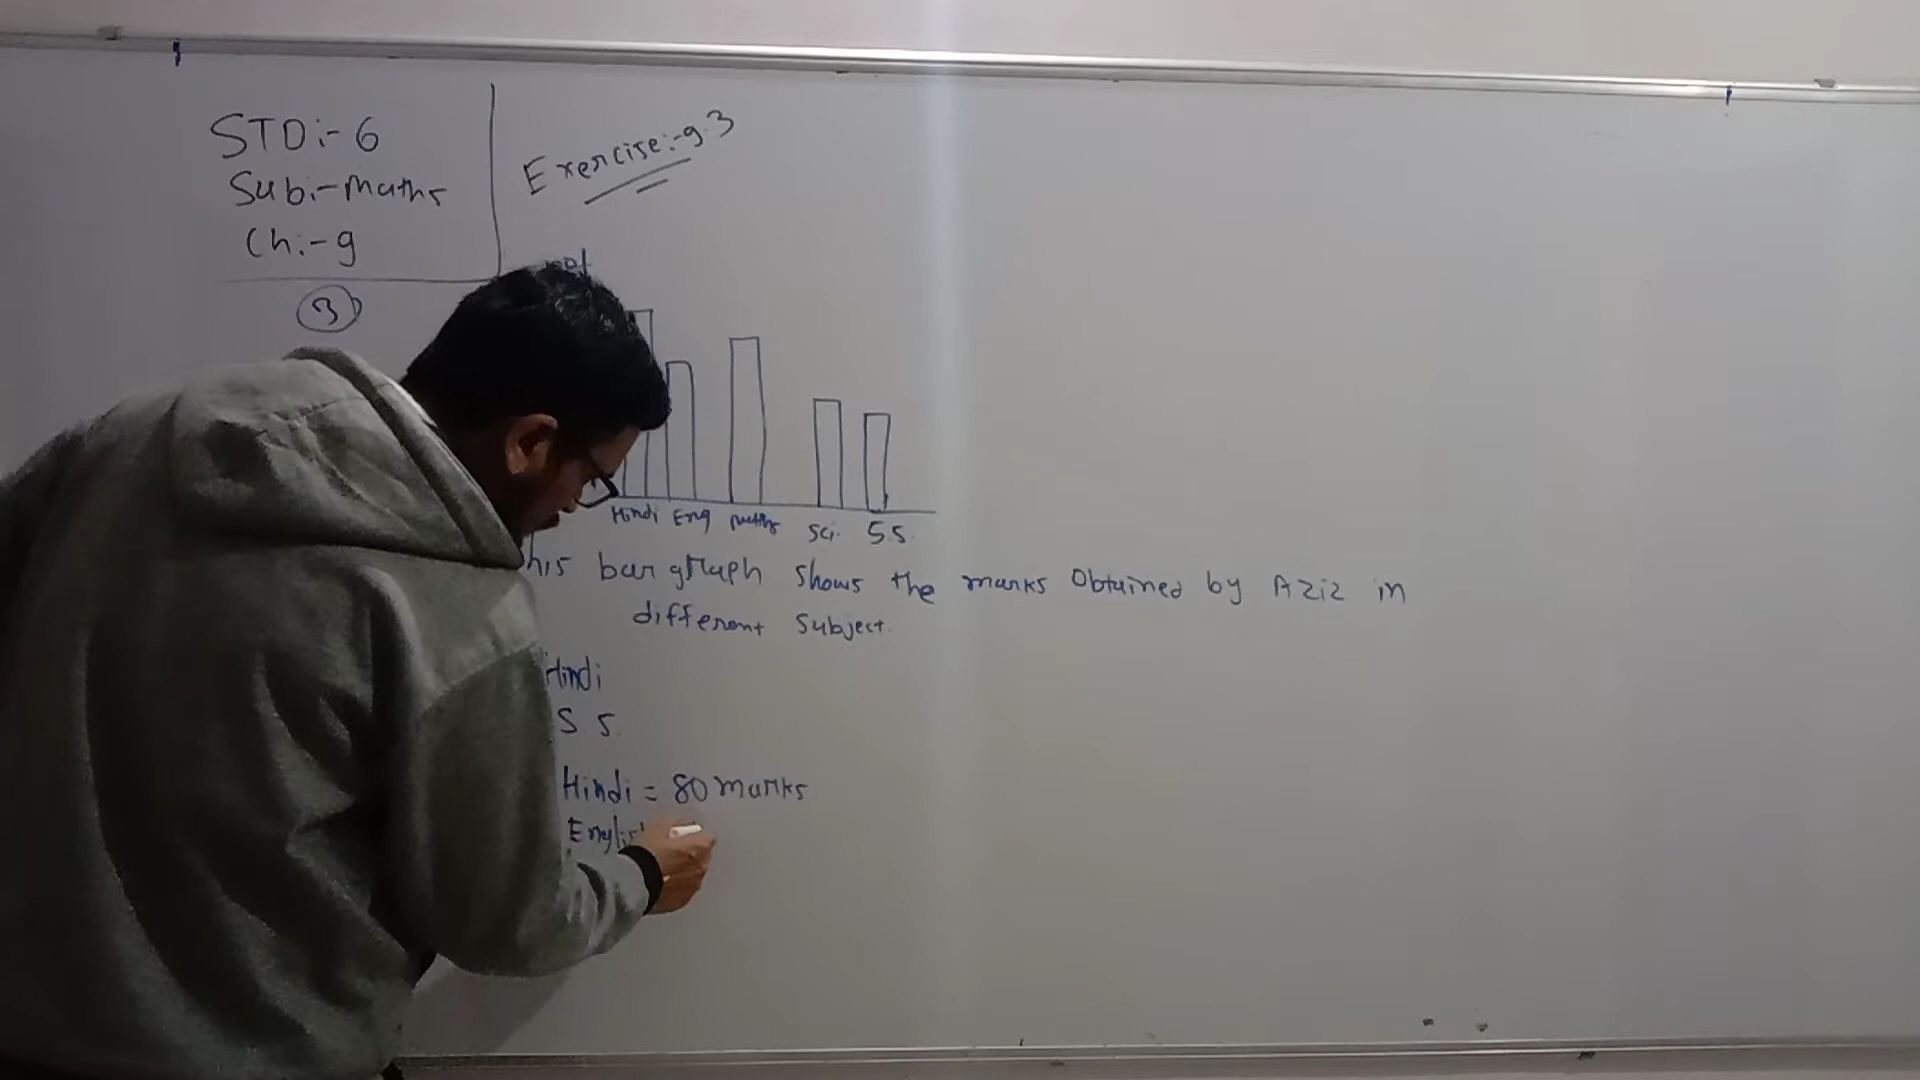 STD:- 6
Sub:- maths
Ch:- 9
Exercise:- 9.3
3
Hindi Eng maths Sci. S.S.
his bar graph shows the marks Obtained by Aziz in
different Subject.
Hindi
S S.
Hindi = 80 marks
Englis